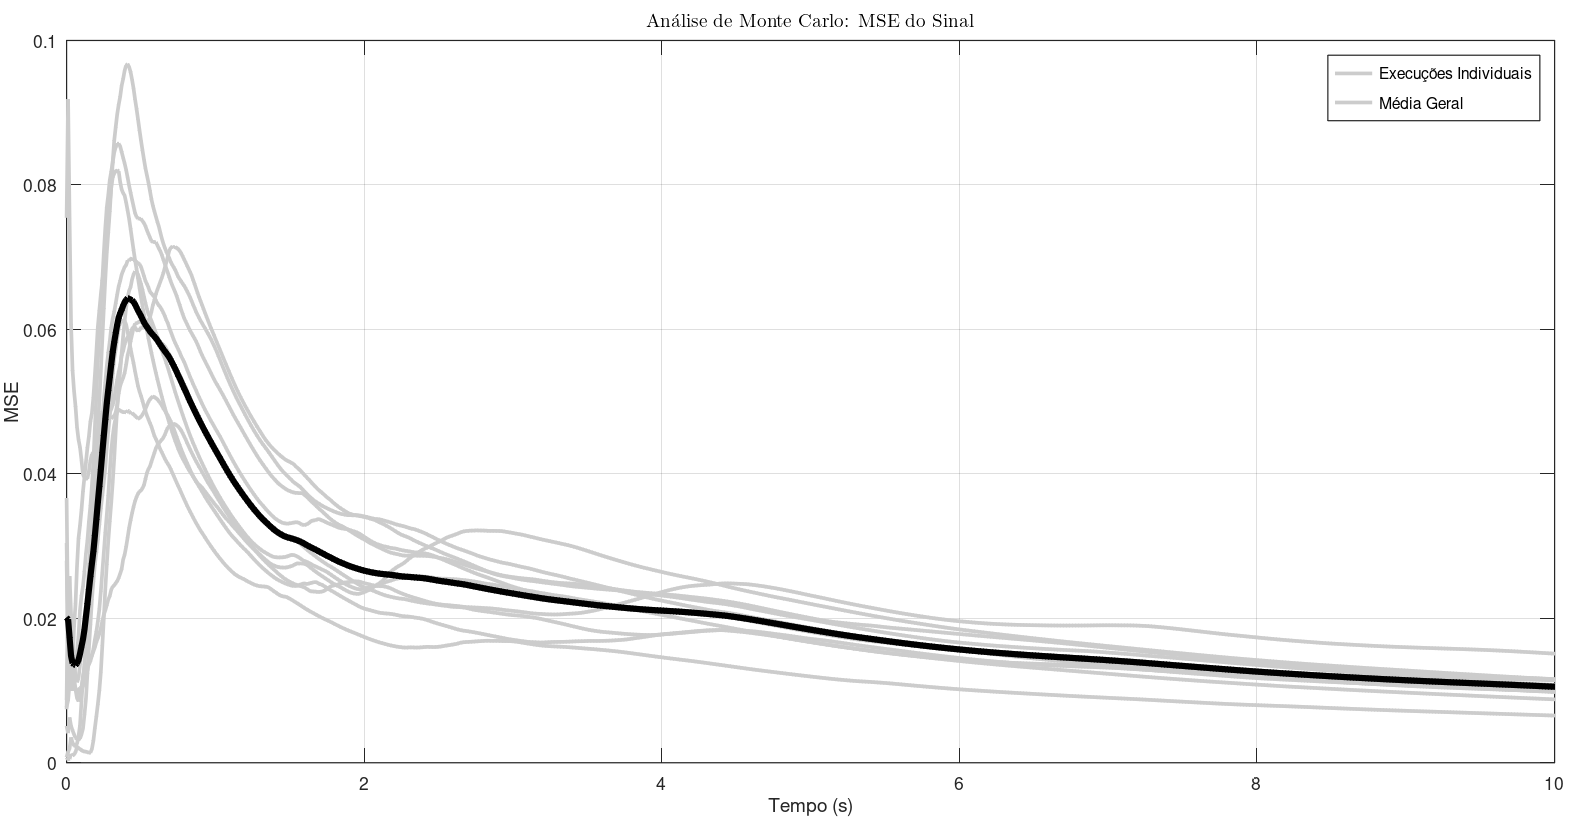 Análise de Monte Carlo: MSE do Sinal
0.1
Execuções Individuais
Média Geral
0.08
0.06
MSE
0.04
0.02
0
0 2 4 6 8 10
Tempo (s)